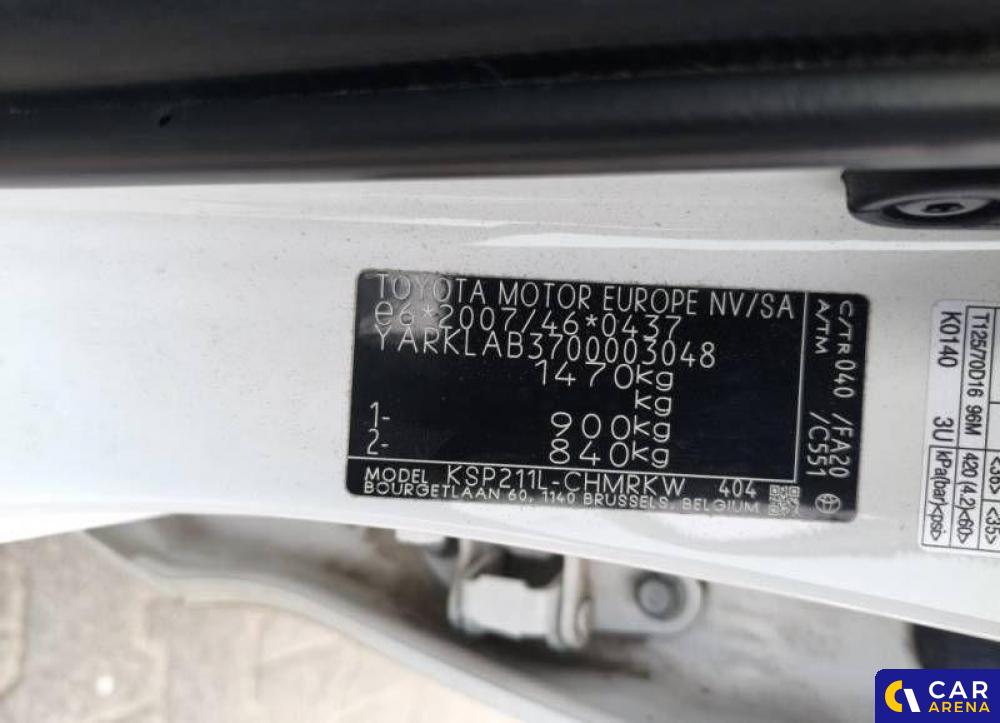 TOYOTA MOTOR EUROPE NV/SA
e6*2007/46*0437
YARKLAB3700003048
1470kg
kg
1- 900kg
2- 840kg
MODEL KSP211L-CHMRKW 404
BOURGETLAAN 60, 1140 BRUSSELS, BELGIUM
C/TR 040 /FA20
A/TM /C551
T125/70D16 96M 420 (4.2)<60>
K0140 3U kPa(bar)<psi>
<35>
CAR
ARENA